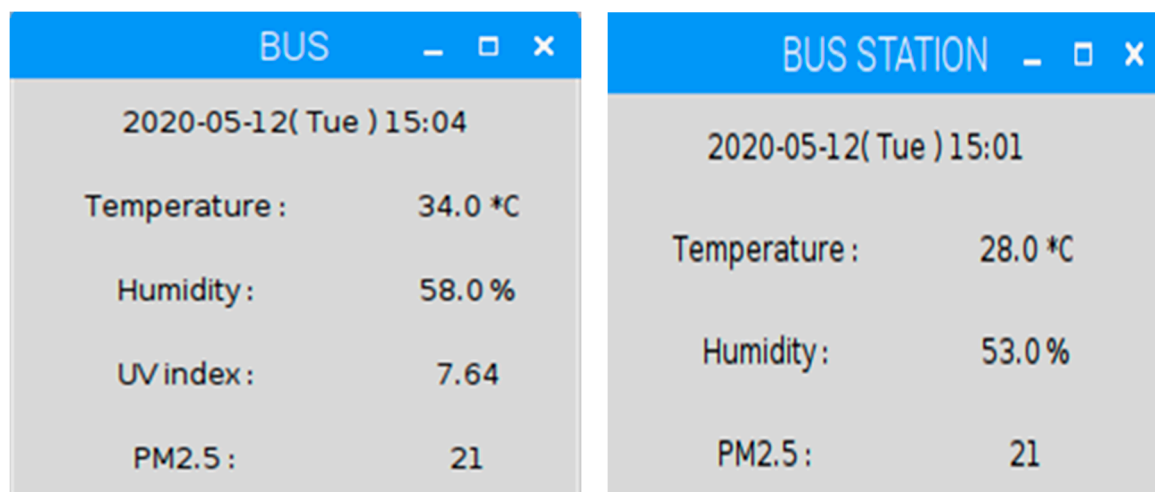 BUS
2020-05-12( Tue ) 15:04
Temperature : 34.0 *C
Humidity : 58.0 %
UV index : 7.64
PM2.5 : 21
BUS STATION
2020-05-12( Tue ) 15:01
Temperature : 28.0 *C
Humidity : 53.0 %
PM2.5 : 21